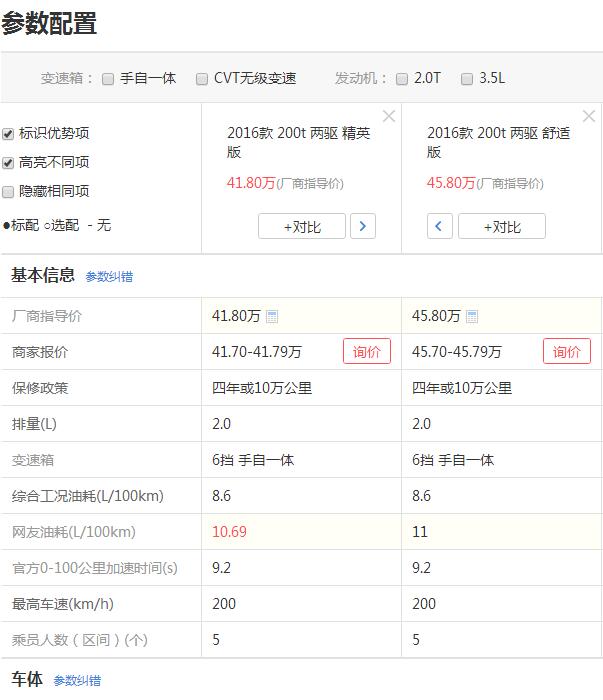 参数配置
变速箱： 手自一体 CVT无级变速 发动机： 2.0T 3.5L
标识优势项
高亮不同项
隐藏相同项
●标配 ○选配 - 无
2016款 200t 两驱 精英
版
41.80万(厂商指导价)
+对比 >
2016款 200t 两驱 舒适
版
45.80万(厂商指导价)
< +对比
基本信息 参数纠错
厂商指导价 41.80万 45.80万
商家报价 41.70-41.79万 询价 45.70-45.79万 询价
保修政策 四年或10万公里 四年或10万公里
排量(L) 2.0 2.0
变速箱 6挡 手自一体 6挡 手自一体
综合工况油耗(L/100km) 8.6 8.6
网友油耗(L/100km) 10.69 11
官方0-100公里加速时间(s) 9.2 9.2
最高车速(km/h) 200 200
乘员人数（区间）(个) 5 5
车体 参数纠错